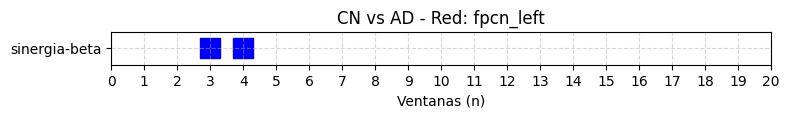 CN vs AD - Red: fpcn_left
sinergia-beta
0 1 2 3 4 5 6 7 8 9 10 11 12 13 14 15 16 17 18 19 20
Ventanas (n)